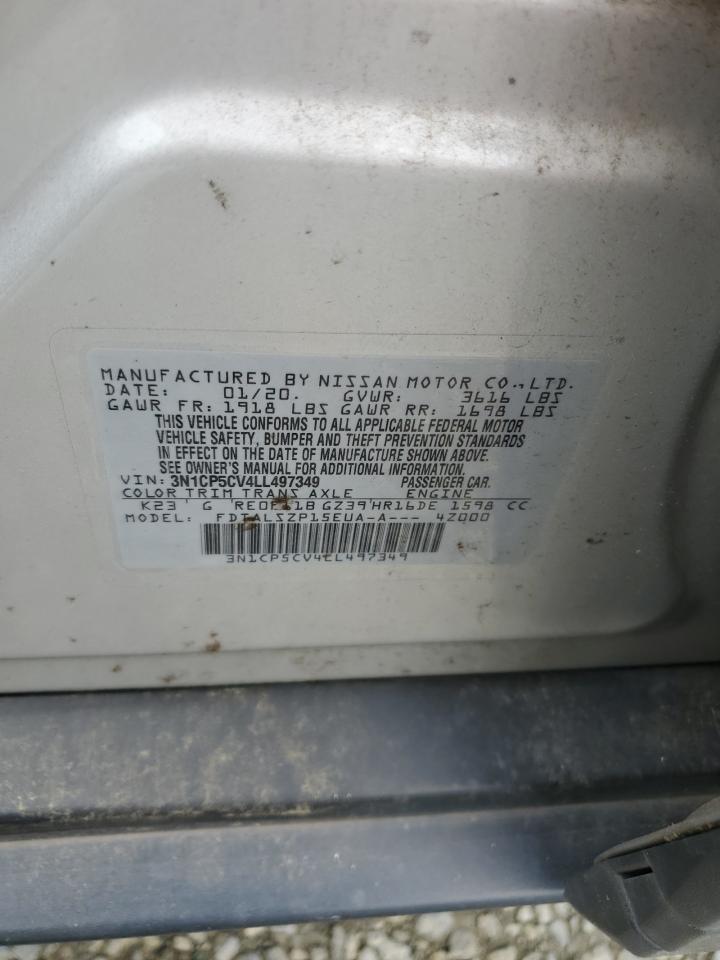 MANUFACTURED BY NISSAN MOTOR CO., LTD.
DATE: 01/20. GVWR: 3616 LBS
GAWR FR: 1918 LBS GAWR RR: 1698 LBS
THIS VEHICLE CONFORMS TO ALL APPLICABLE FEDERAL MOTOR
VEHICLE SAFETY, BUMPER AND THEFT PREVENTION STANDARDS
IN EFFECT ON THE DATE OF MANUFACTURE SHOWN ABOVE.
SEE OWNER'S MANUAL FOR ADDITIONAL INFORMATION.
VIN: 3N1CP5CV4LL497349 PASSENGER CAR.
COLOR TRIM TRANS AXLE ENGINE
K23 G GZ39 HR16DE 1598 CC
MODEL: FDTALSZP15EUA-A--- 4Z000
3N1CP5CV4LL497349